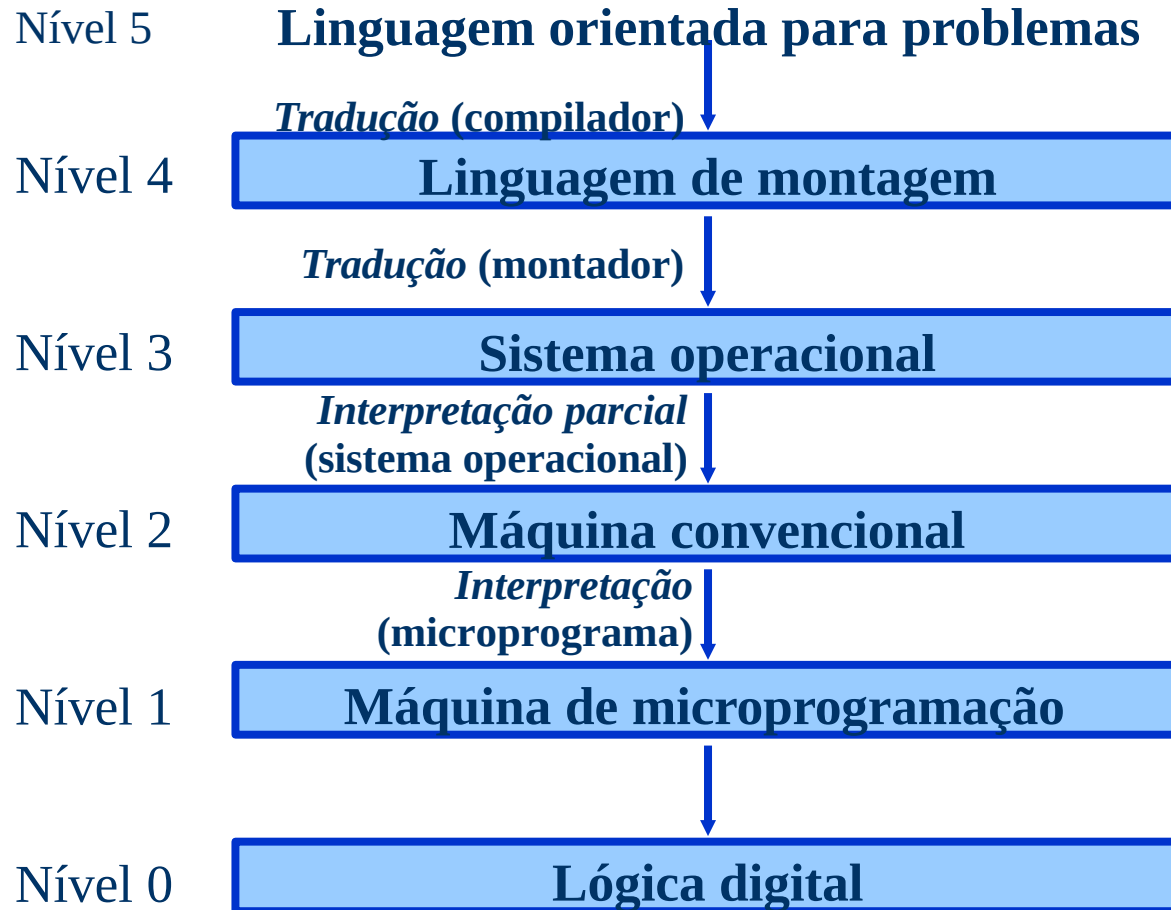 Nível 5
Linguagem orientada para problemas
Tradução (compilador)
Nível 4
Linguagem de montagem
Tradução (montador)
Nível 3
Sistema operacional
Interpretação parcial
(sistema operacional)
Nível 2
Máquina convencional
Interpretação
(microprograma)
Nível 1
Máquina de microprogramação
Nível 0
Lógica digital